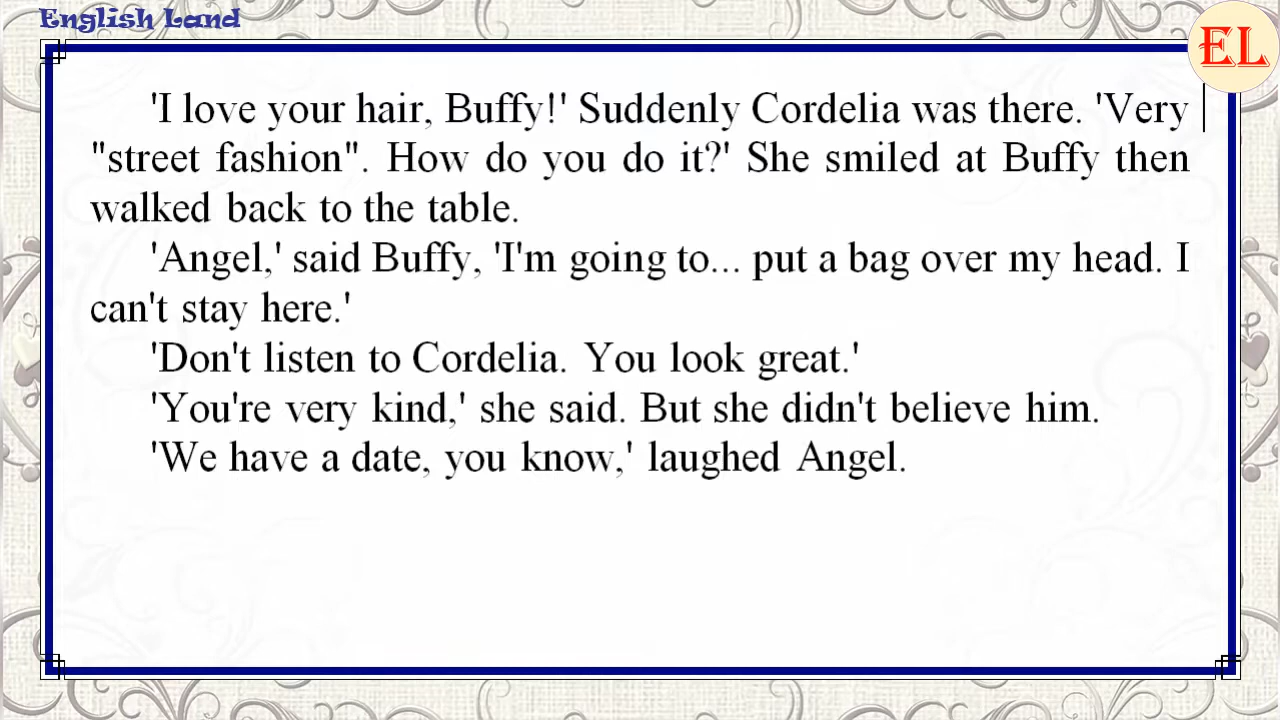 English Land
EL
'I love your hair, Buffy!' Suddenly Cordelia was there. 'Very
"street fashion". How do you do it?' She smiled at Buffy then
walked back to the table.
'Angel,' said Buffy, 'I'm going to... put a bag over my head. I
can't stay here.'
'Don't listen to Cordelia. You look great.'
'You're very kind,' she said. But she didn't believe him.
'We have a date, you know,' laughed Angel.